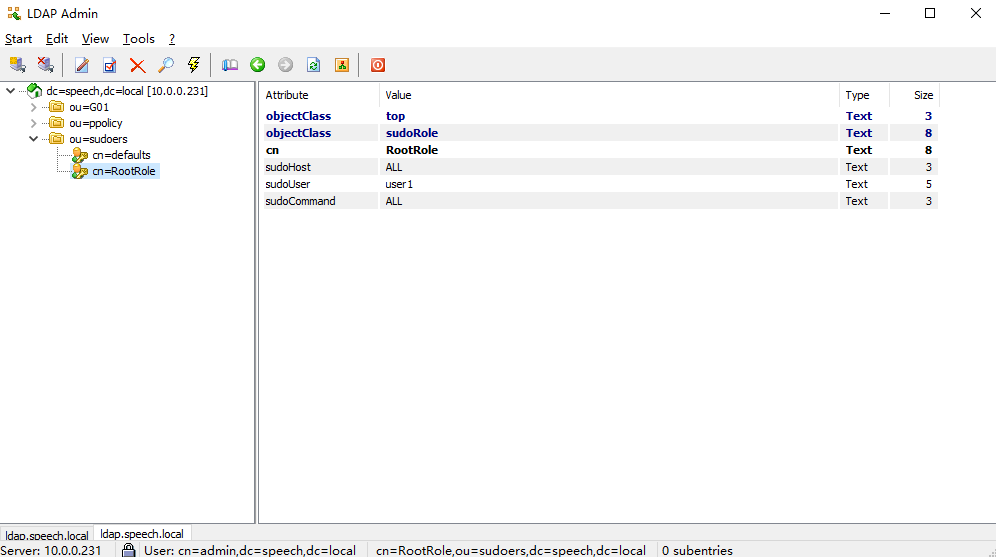 LDAP Admin
Start Edit View Tools ?
dc=speech,dc=local [10.0.0.231]
ou=G01
ou=ppolicy
ou=sudoers
cn=defaults
cn=RootRole
Attribute Value Type Size
objectClass top Text 3
objectClass sudoRole Text 8
cn RootRole Text 8
sudoHost ALL Text 3
sudoUser user1 Text 5
sudoCommand ALL Text 3
ldap.speech.local ldap.speech.local
Server: 10.0.0.231 User: cn=admin,dc=speech,dc=local cn=RootRole,ou=sudoers,dc=speech,dc=local 0 subentries